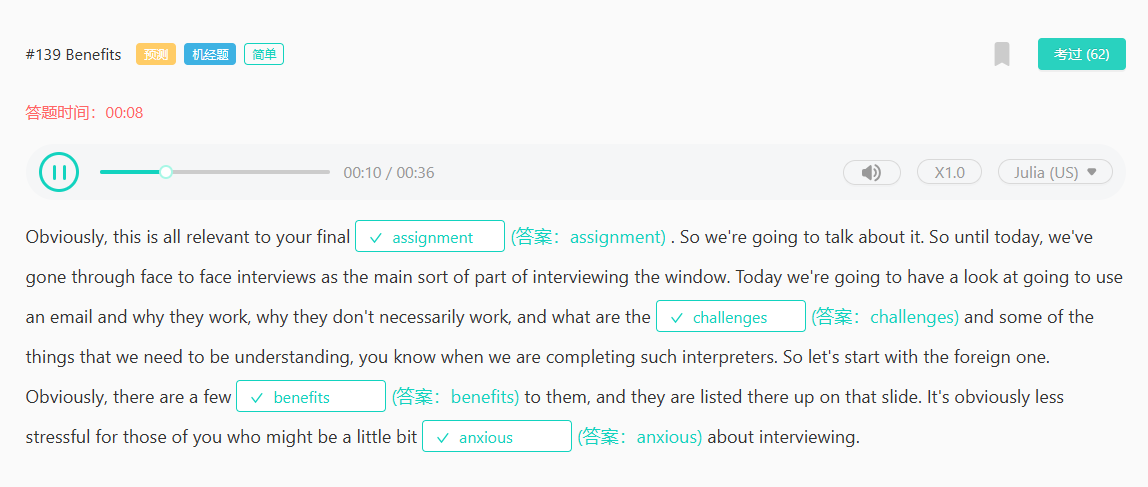 #139 Benefits 预测 机经题 简单 考过 (62)
答题时间：00:08
00:10 / 00:36 X1.0 Julia (US)
Obviously, this is all relevant to your final assignment (答案：assignment) . So we're going to talk about it. So until today, we've
gone through face to face interviews as the main sort of part of interviewing the window. Today we're going to have a look at going to use
an email and why they work, why they don't necessarily work, and what are the challenges (答案：challenges) and some of the
things that we need to be understanding, you know when we are completing such interpreters. So let's start with the foreign one.
Obviously, there are a few benefits (答案：benefits) to them, and they are listed there up on that slide. It's obviously less
stressful for those of you who might be a little bit anxious (答案：anxious) about interviewing.